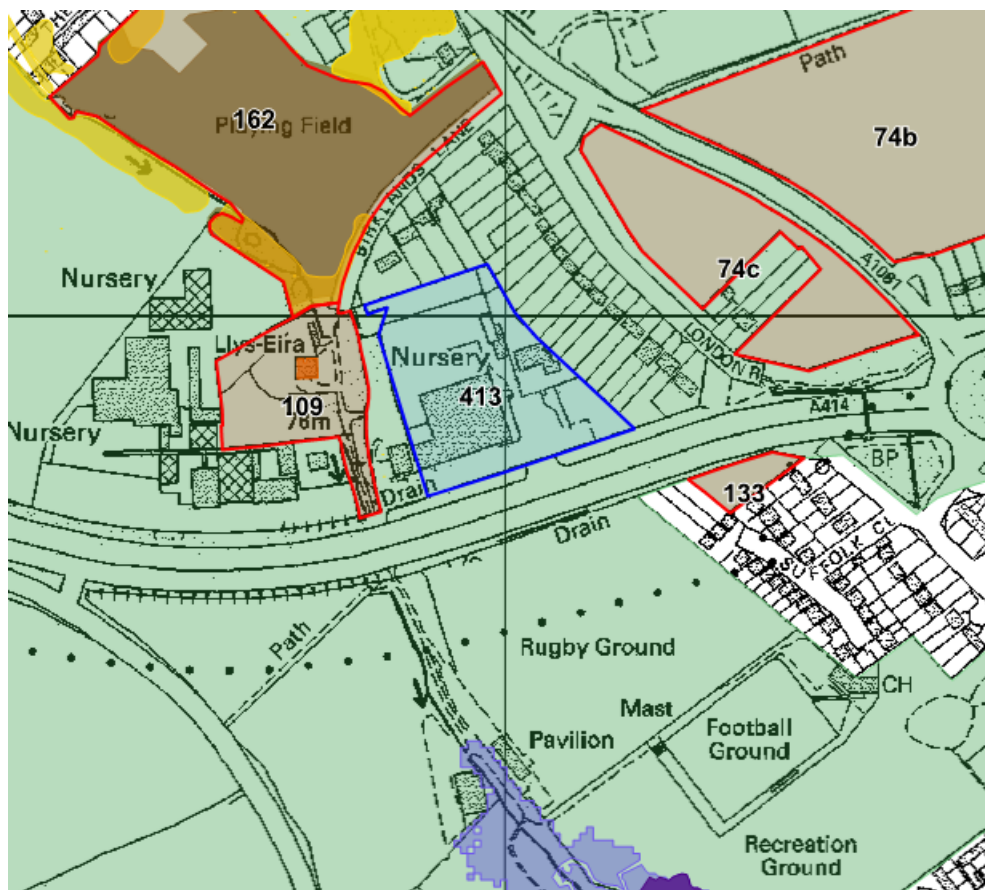 Path
162
Playing Field
74b
BIRKLANDS LANE
A1081
74c
Nursery
Llys-Eira
Nursery
LONDON R
413
109
76m
A414
Nursery
BP
Drain
133
Drain
SUFFOLK CL
Path
Rugby Ground
CH
Mast
Football
Ground
Pavilion
Recreation
Ground